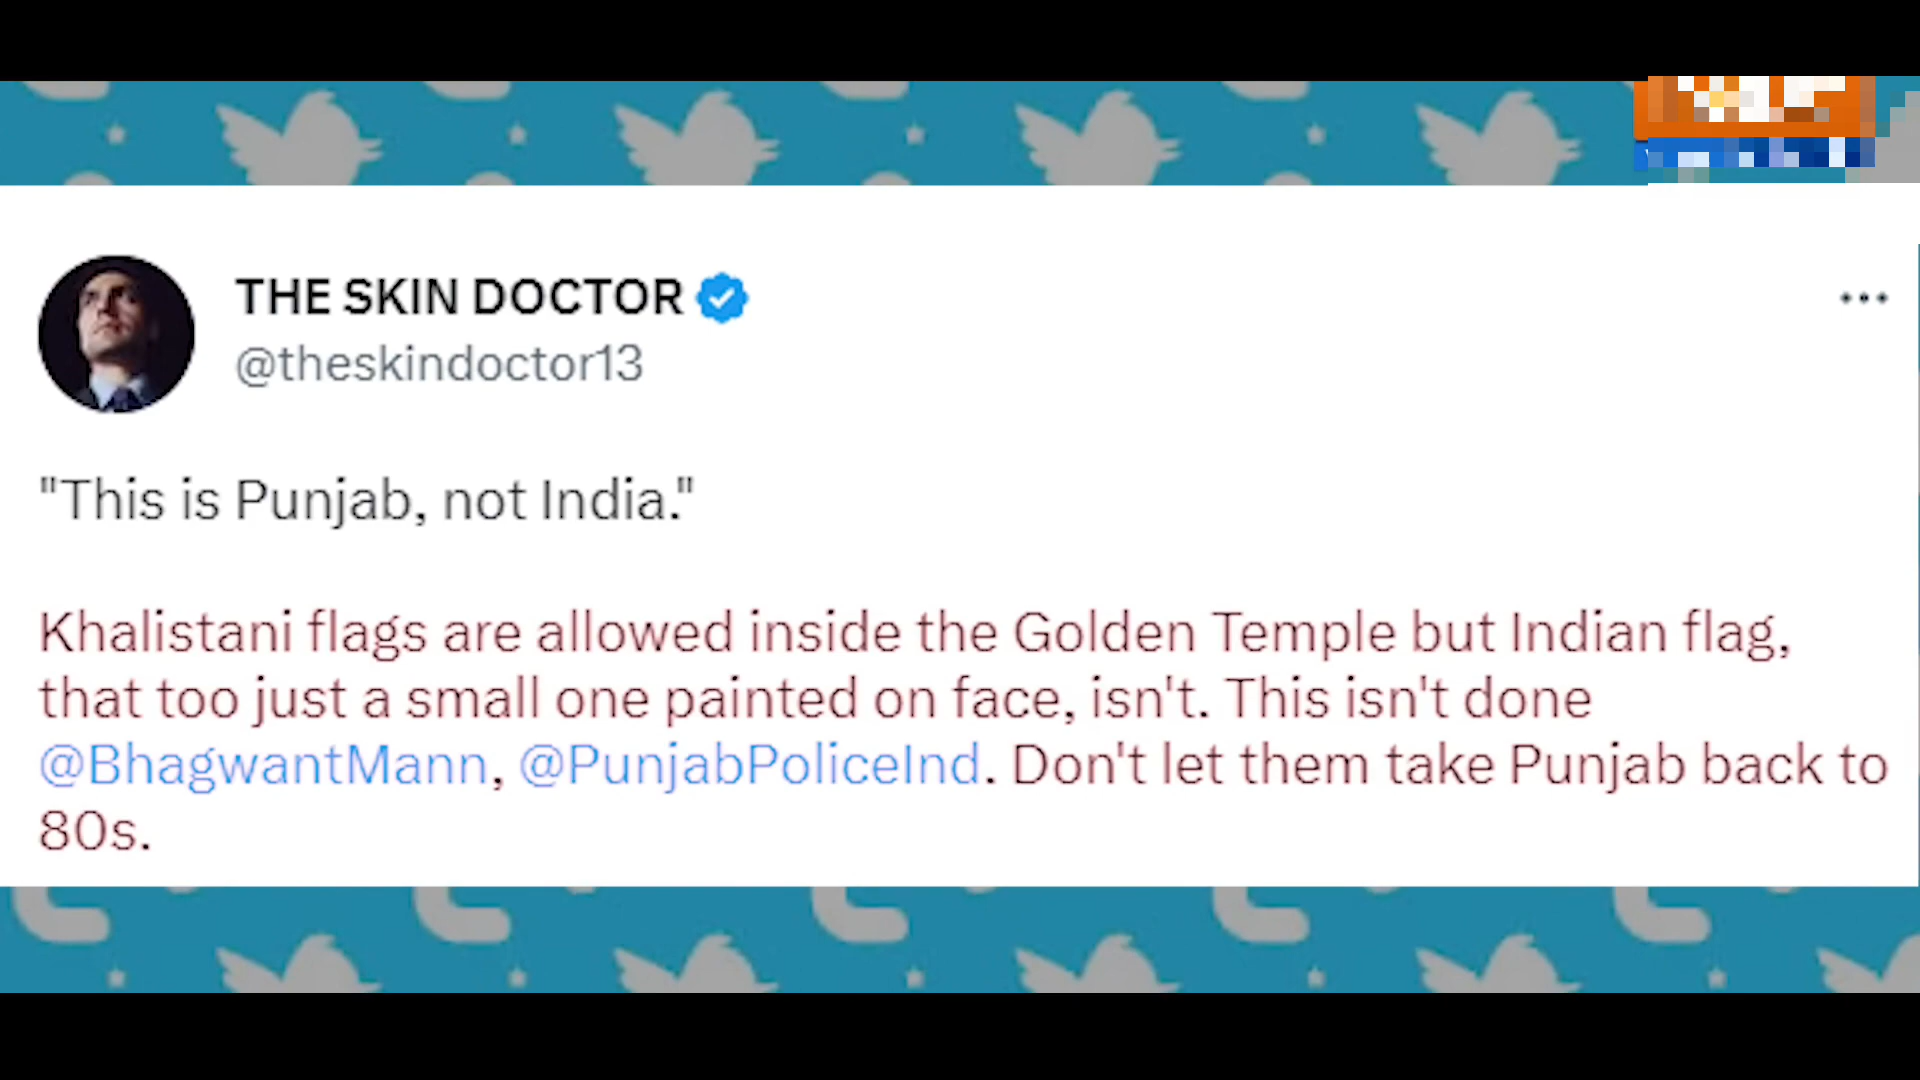 THE SKIN DOCTOR
@theskindoctor13
"This is Punjab, not India."
Khalistani flags are allowed inside the Golden Temple but Indian flag,
that too just a small one painted on face, isn't. This isn't done
@BhagwantMann, @PunjabPoliceInd. Don't let them take Punjab back to
80s.